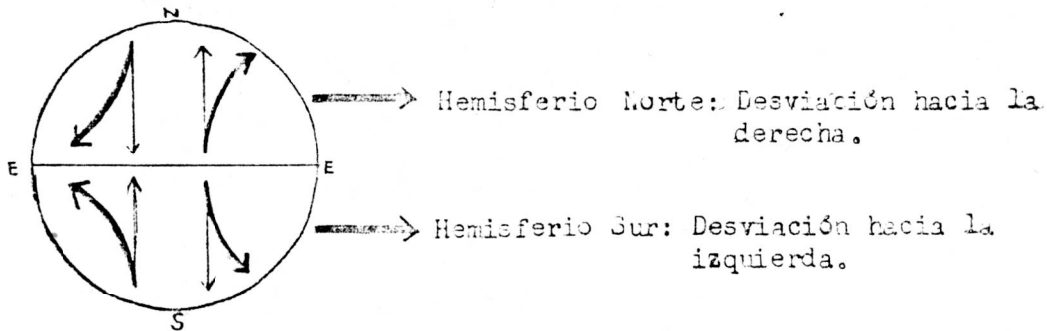 N
Hemisferio Norte: Desviación hacia la
derecha.
E
E
Hemisferio Sur: Desviación hacia la
izquierda.
S